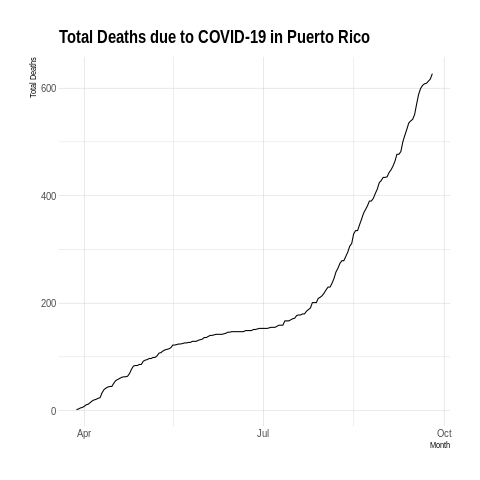 Total Deaths due to COVID-19 in Puerto Rico
Total Deaths
600
400
200
0
Apr
Jul
Oct
Month